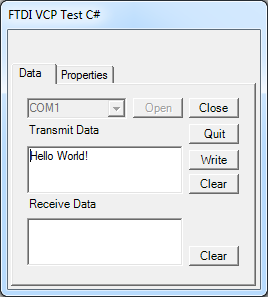 FTDI VCP Test C#
Data Properties
COM1 Open Close
Transmit Data
Quit
Hello World!
Write
Clear
Receive Data
Clear